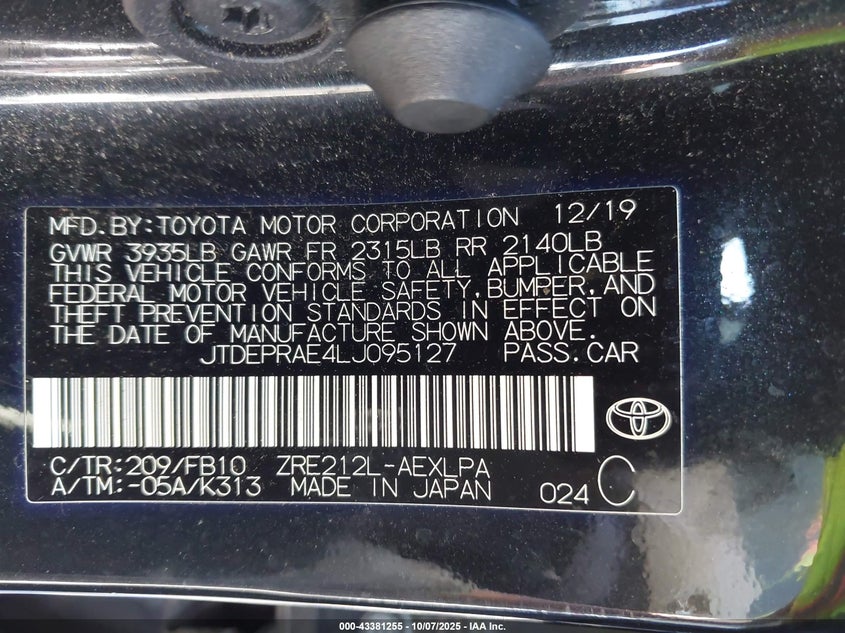 MFD.BY:TOYOTA MOTOR CORPORATION 12/19
GVWR 3935LB GAWR FR 2315LB RR 2140LB
THIS VEHICLE CONFORMS TO ALL APPLICABLE
FEDERAL MOTOR VEHICLE SAFETY,BUMPER,AND
THEFT PREVENTION STANDARDS IN EFFECT ON
THE DATE OF MANUFACTURE SHOWN ABOVE.
JTDEPRAE4LJ095127 PASS.CAR
C/TR:209/FB10 ZRE212L-AEXLPA
A/TM:-05A/K313 MADE IN JAPAN 024 C
000-43381255 - 10/07/2025 - IAA Inc.